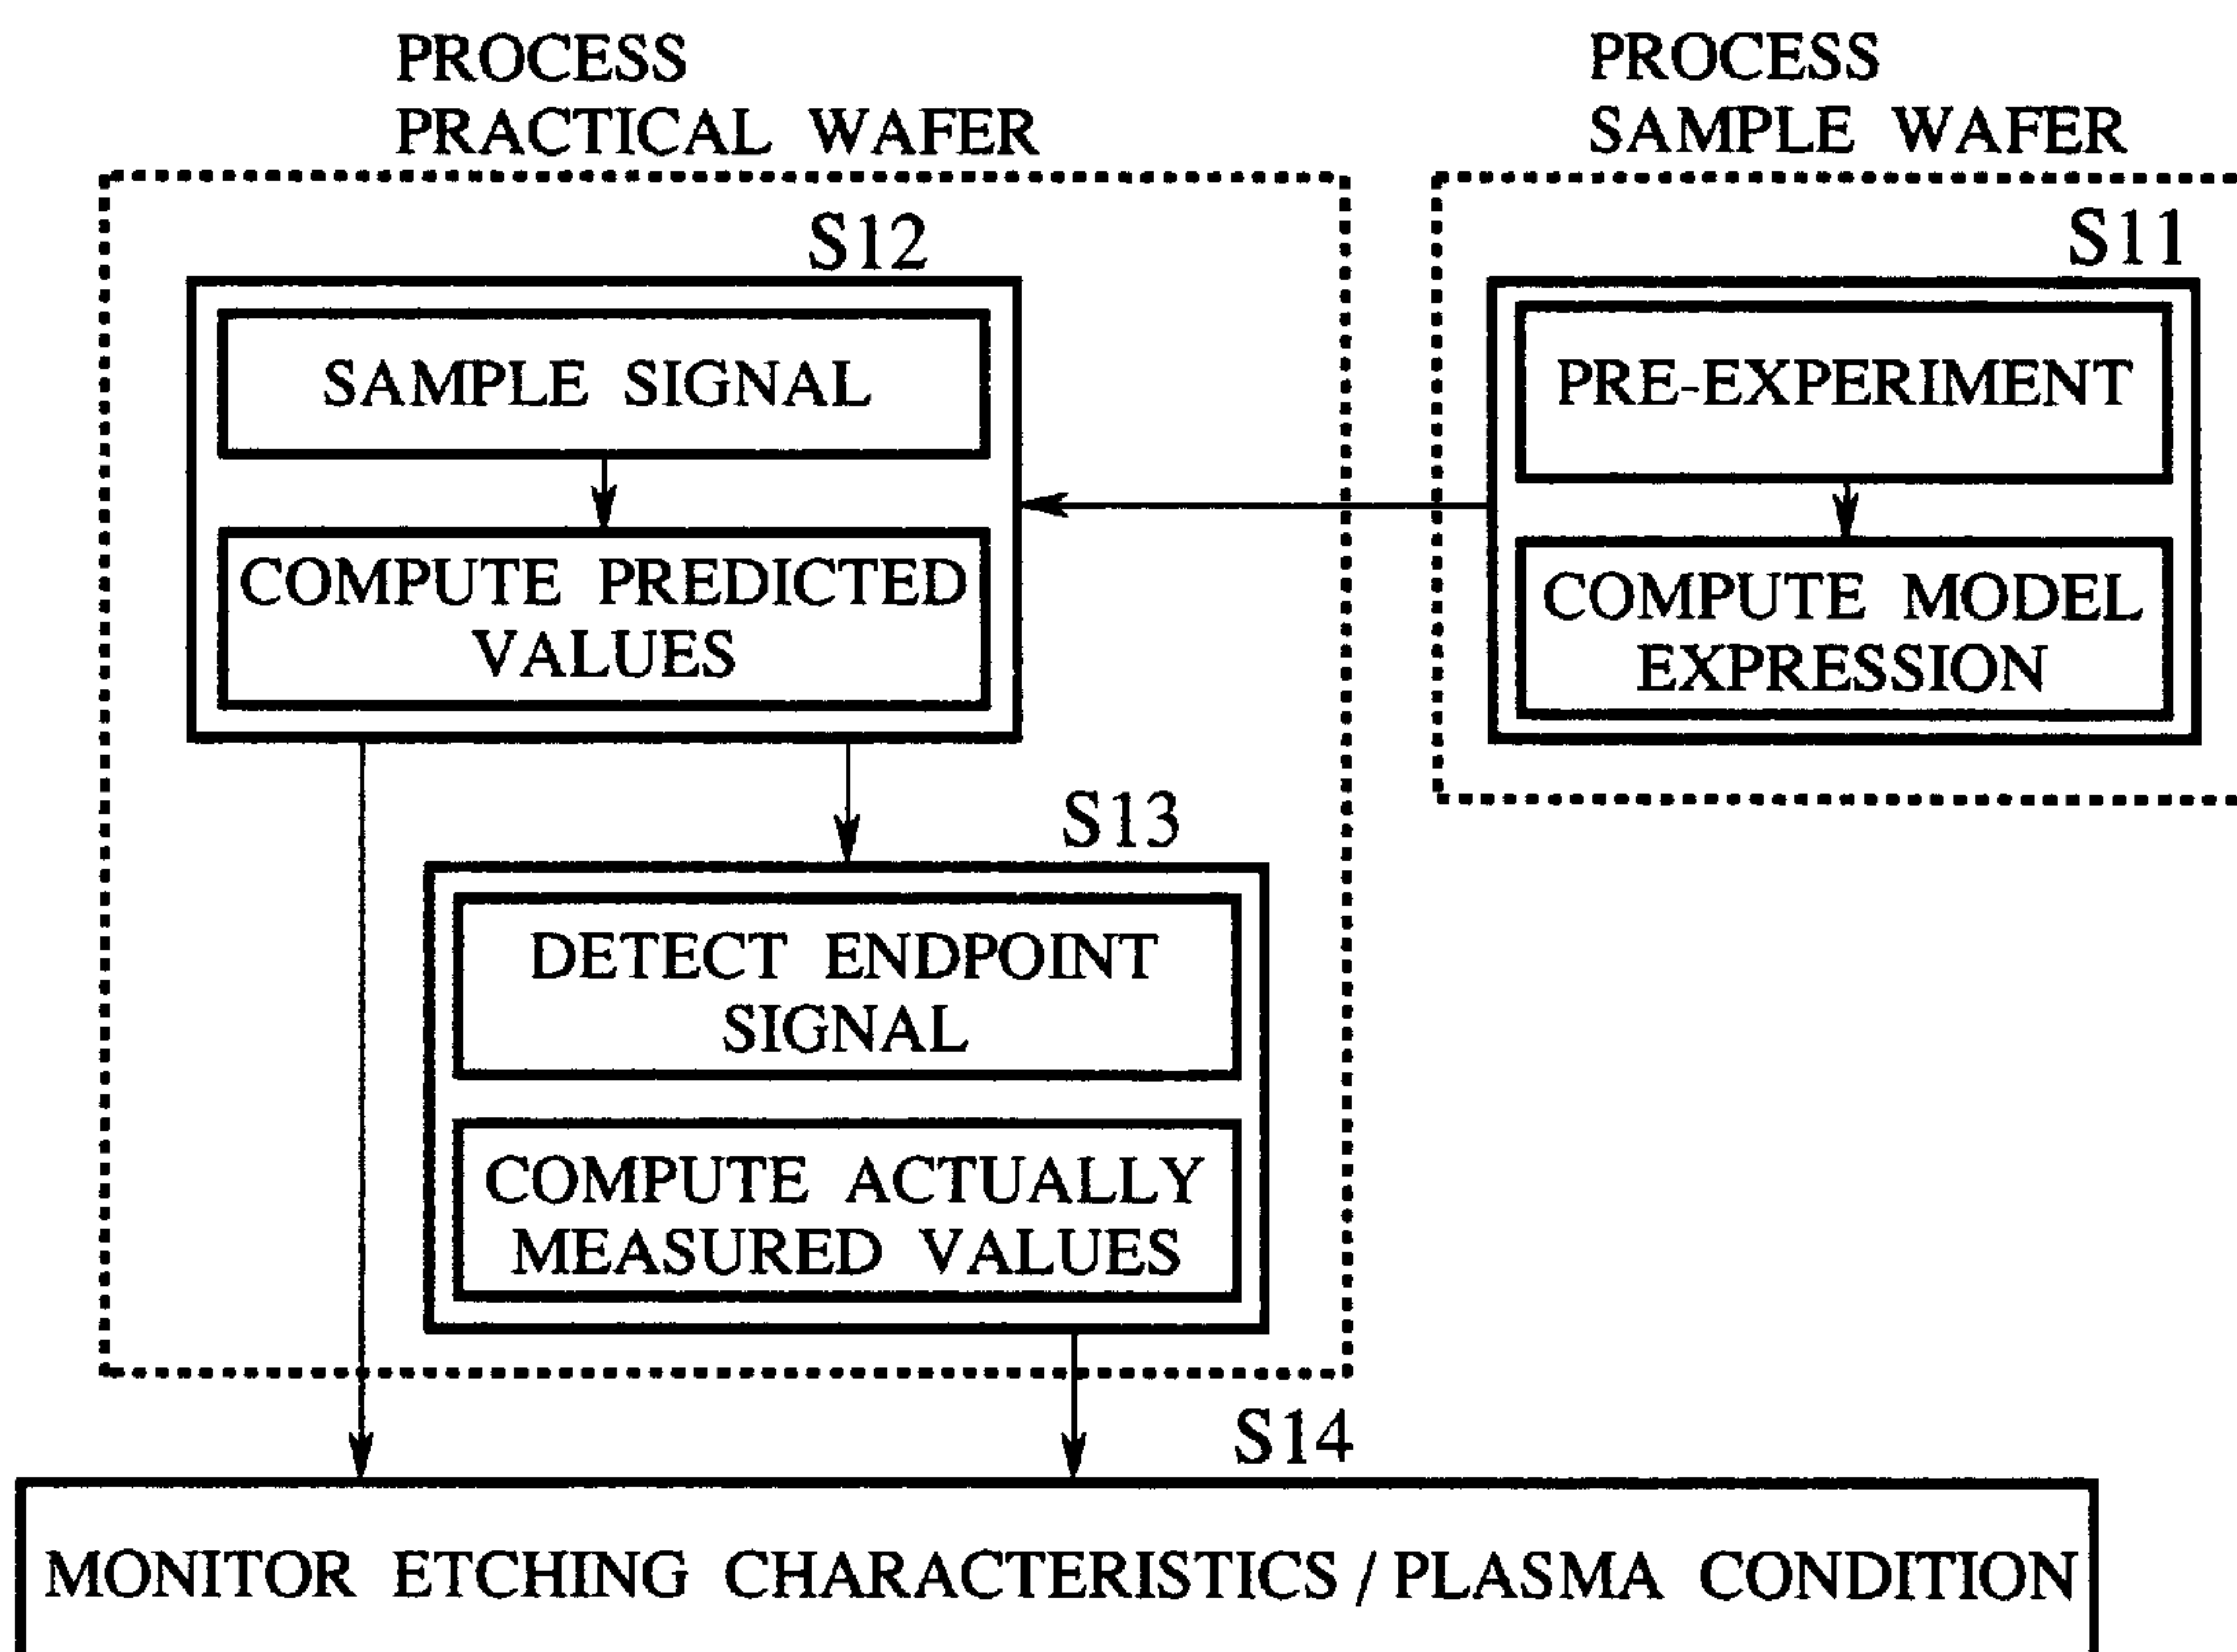 PROCESS
PRACTICAL WAFER
PROCESS
SAMPLE WAFER
S12
SAMPLE SIGNAL
COMPUTE PREDICTED
VALUES
S11
PRE-EXPERIMENT
COMPUTE MODEL
EXPRESSION
S13
DETECT ENDPOINT
SIGNAL
COMPUTE ACTUALLY
MEASURED VALUES
S14
MONITOR ETCHING CHARACTERISTICS / PLASMA CONDITION